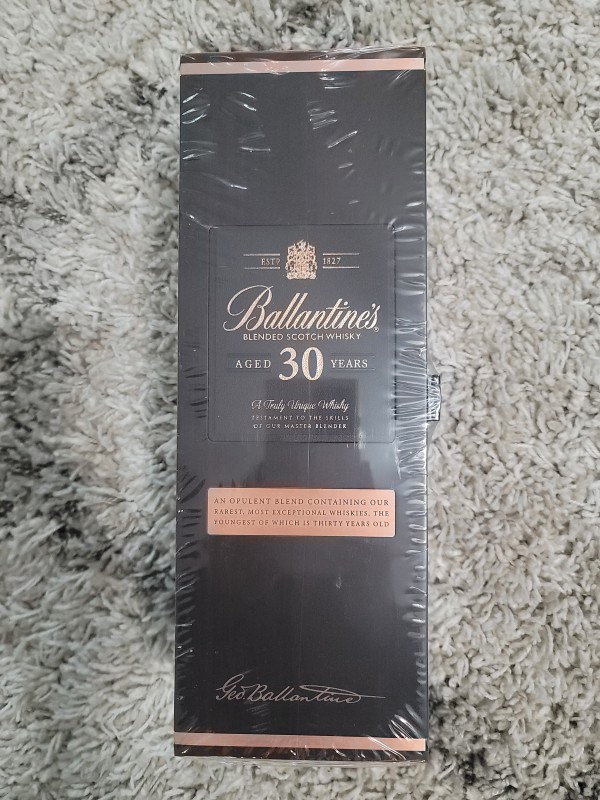 ESTD 1827
Ballantine's
BLENDED SCOTCH WHISKY
AGED 30 YEARS
A Truly Unique Whisky
TESTAMENT TO THE SKILLS
OF OUR MASTER BLENDER
AN OPULENT BLEND CONTAINING OUR
RAREST, MOST EXCEPTIONAL WHISKIES, THE
YOUNGEST OF WHICH IS THIRTY YEARS OLD
Geo. Ballantine